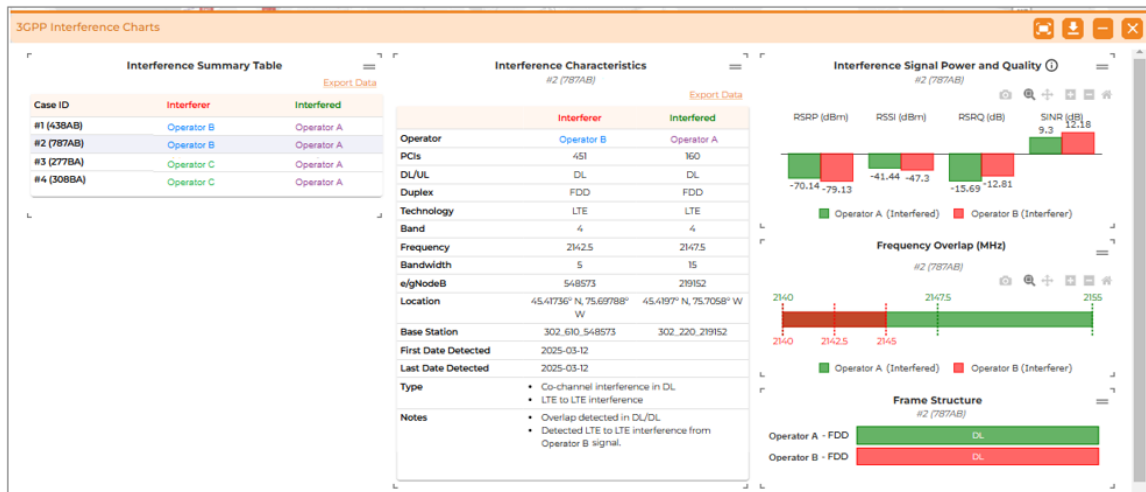 3GPP Interference Charts
Interference Summary Table
Export Data
Case ID Interferer Interfered
#1 (438AB) Operator B Operator A
#2 (787AB) Operator B Operator A
#3 (277BA) Operator C Operator A
#4 (308BA) Operator C Operator A
Interference Characteristics
#2 (787AB)
Export Data
Interferer Interfered
Operator Operator B Operator A
PCIs 451 160
DL/UL DL DL
Duplex FDD FDD
Technology LTE LTE
Band 4 4
Frequency 2142.5 2147.5
Bandwidth 5 15
e/gNodeB 548573 219152
Location 45.41736° N, 75.69788° W 45.4197° N, 75.7058° W
Base Station 302_610_548573 302_220_219152
First Date Detected 2025-03-12
Last Date Detected 2025-03-12
Type • Co-channel interference in DL
• LTE to LTE interference
Notes • Overlap detected in DL/DL
• Detected LTE to LTE interference from
Operator B signal.
Interference Signal Power and Quality
#2 (787AB)
RSRP (dBm) RSSI (dBm) RSRQ (dB) SINR (dB)
9.3 12.18
-70.14 -79.13 -41.44 -47.3 -15.69 -12.81
Operator A (Interfered) Operator B (Interferer)
Frequency Overlap (MHz)
#2 (787AB)
2140 2147.5 2155
2140 2142.5 2145
Operator A (Interfered) Operator B (Interferer)
Frame Structure
#2 (787AB)
Operator A - FDD DL
Operator B - FDD DL